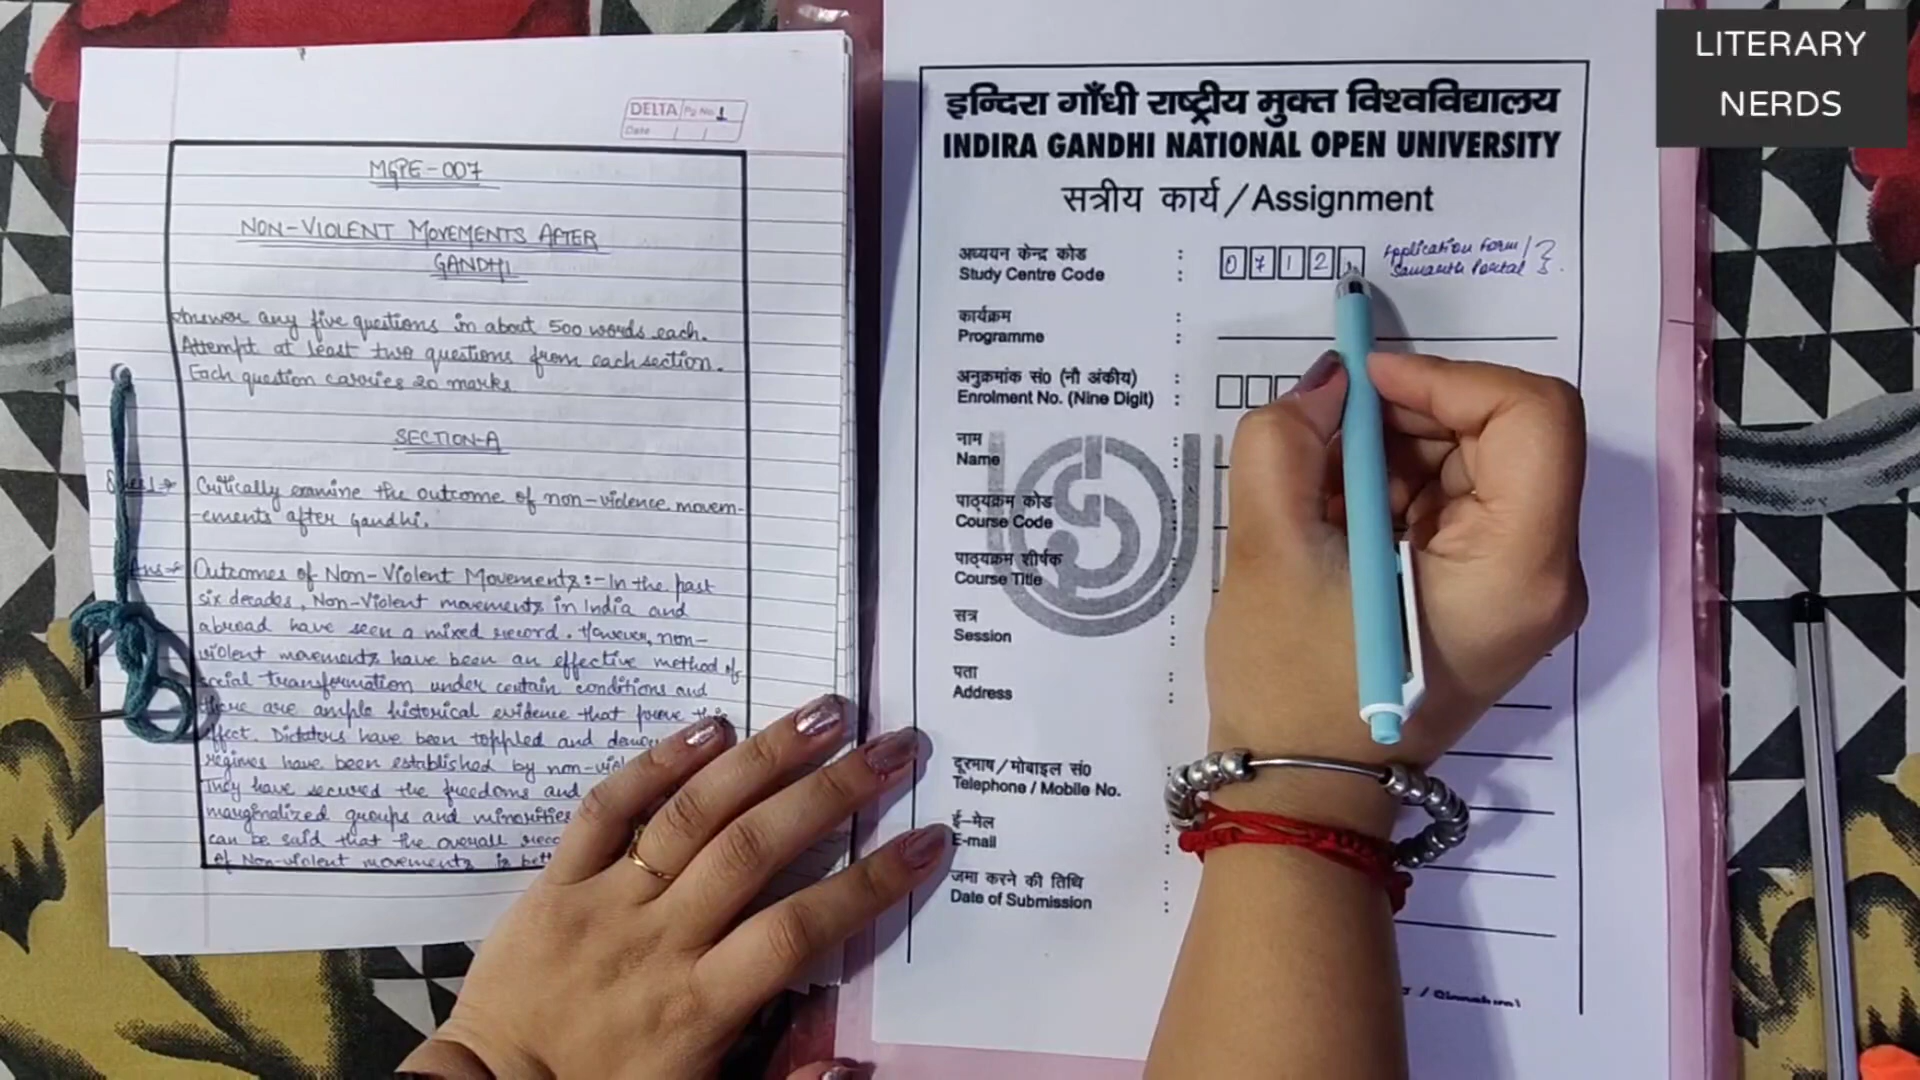 LITERARY
NERDS
DELTA Pg No. 1
Date / /
MGPE-007
NON-VIOLENT MOVEMENTS AFTER
GANDHI
Answer any five questions in about 500 words each.
Attempt at least two questions from each section.
Each question carries 20 marks
SECTION-A
Critically examine the outcome of non-violence movem-
-ements after Gandhi.
Ans→ Outcomes of Non-Violent Movements:- In the past
six decades, Non-Violent movements in India and
abroad have seen a mixed record. However, non-
violent movements have been an effective method of
social transformation under certain conditions and
there are ample historical evidence that prove this
effect. Dictators have been toppled and
regimes have been established by
They have secured the freedoms and
marginalized groups and minorities
can be said that the overall
of Non-violent movements is
इन्दिरा गाँधी राष्ट्रीय मुक्त विश्वविद्यालय
INDIRA GANDHI NATIONAL OPEN UNIVERSITY
सत्रीय कार्य / Assignment
अध्ययन केन्द्र कोड :
Study Centre Code : 0 7 1 2
Application Form /
Samarth Portal
कार्यक्रम :
Programme :
अनुक्रमांक सं० (नौ अंकीय) :
Enrolment No. (Nine Digit) :
नाम :
Name :
पाठ्यक्रम कोड :
Course Code :
पाठ्यक्रम शीर्षक :
Course Title :
सत्र :
Session :
पता :
Address :
दूरभाष / मोबाइल सं० :
Telephone / Mobile No. :
ई-मेल :
E-mail :
जमा करने की तिथि :
Date of Submission :